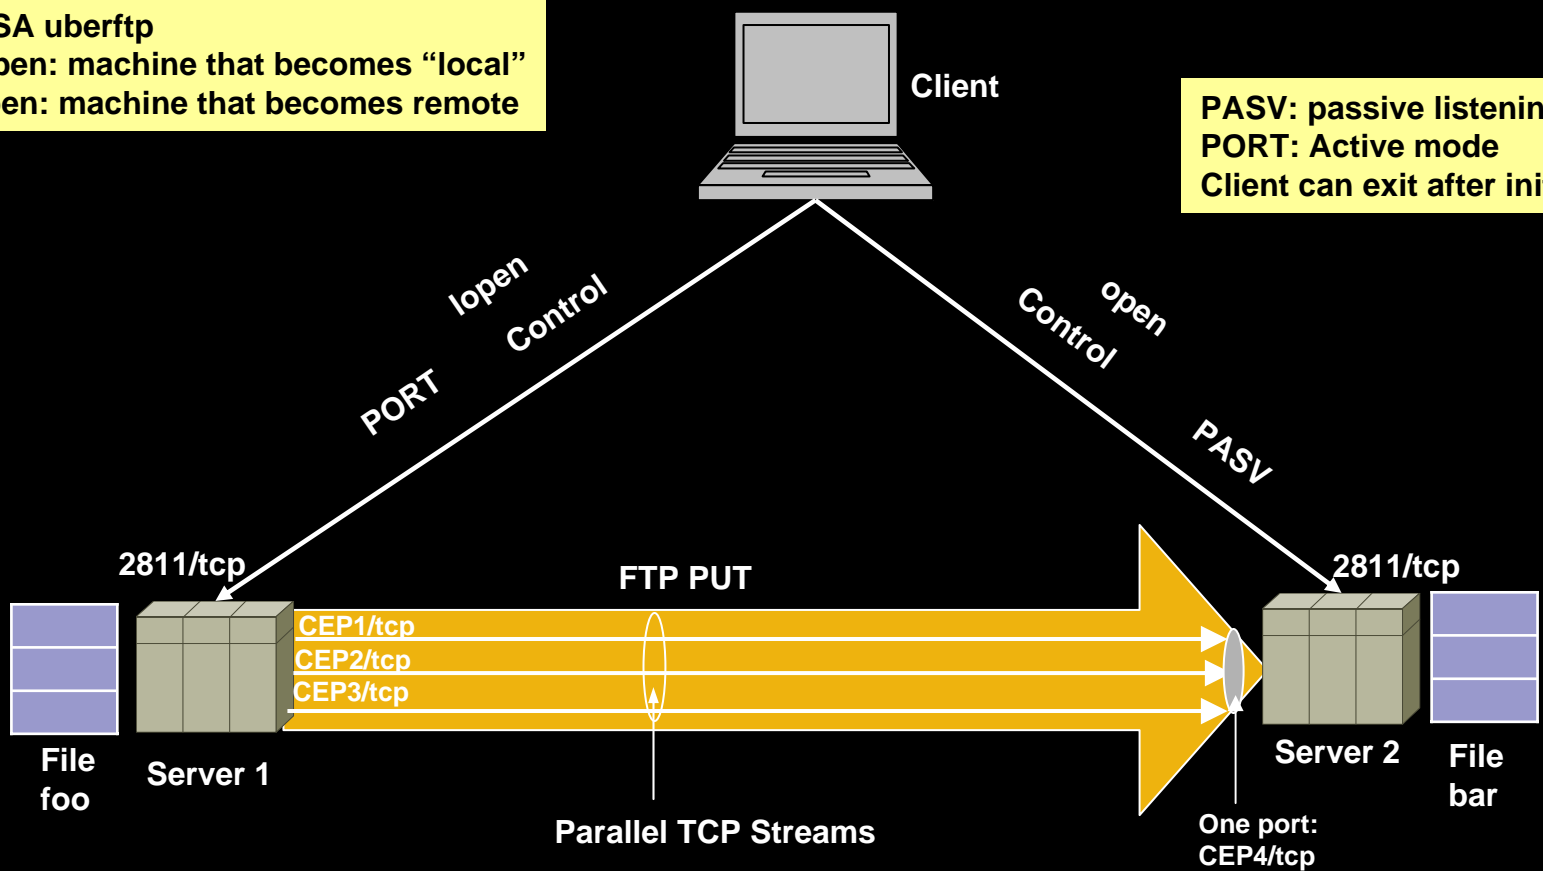 SA uberftp
pen: machine that becomes “local”
en: machine that becomes remote
Client
PASV: passive listenin
PORT: Active mode
Client can exit after ini
lopen
Control
PORT
open
Control
PASV
2811/tcp
FTP PUT
2811/tcp
CEP1/tcp
CEP2/tcp
CEP3/tcp
File
foo
Server 1
Server 2
File
bar
Parallel TCP Streams
One port:
CEP4/tcp